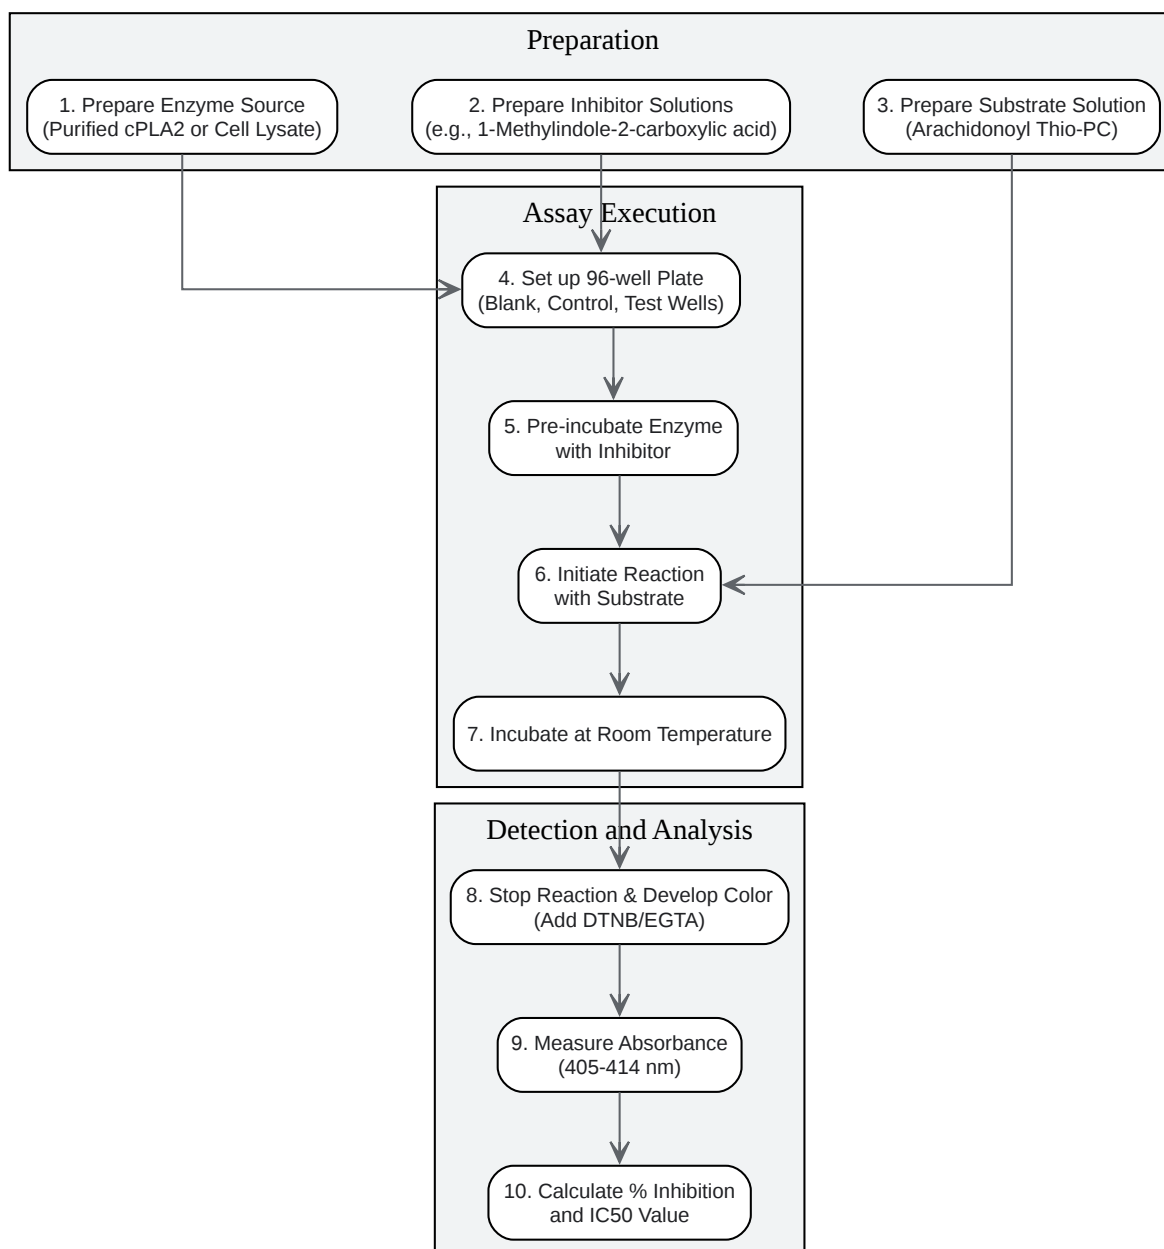 Preparation
1. Prepare Enzyme Source
(Purified cPLA2 or Cell Lysate)
2. Prepare Inhibitor Solutions
(e.g., 1-Methylindole-2-carboxylic acid)
3. Prepare Substrate Solution
(Arachidonoyl Thio-PC)
Assay Execution
4. Set up 96-well Plate
(Blank, Control, Test Wells)
5. Pre-incubate Enzyme
with Inhibitor
6. Initiate Reaction
with Substrate
7. Incubate at Room Temperature
Detection and Analysis
8. Stop Reaction & Develop Color
(Add DTNB/EGTA)
9. Measure Absorbance
(405-414 nm)
10. Calculate % Inhibition
and IC50 Value